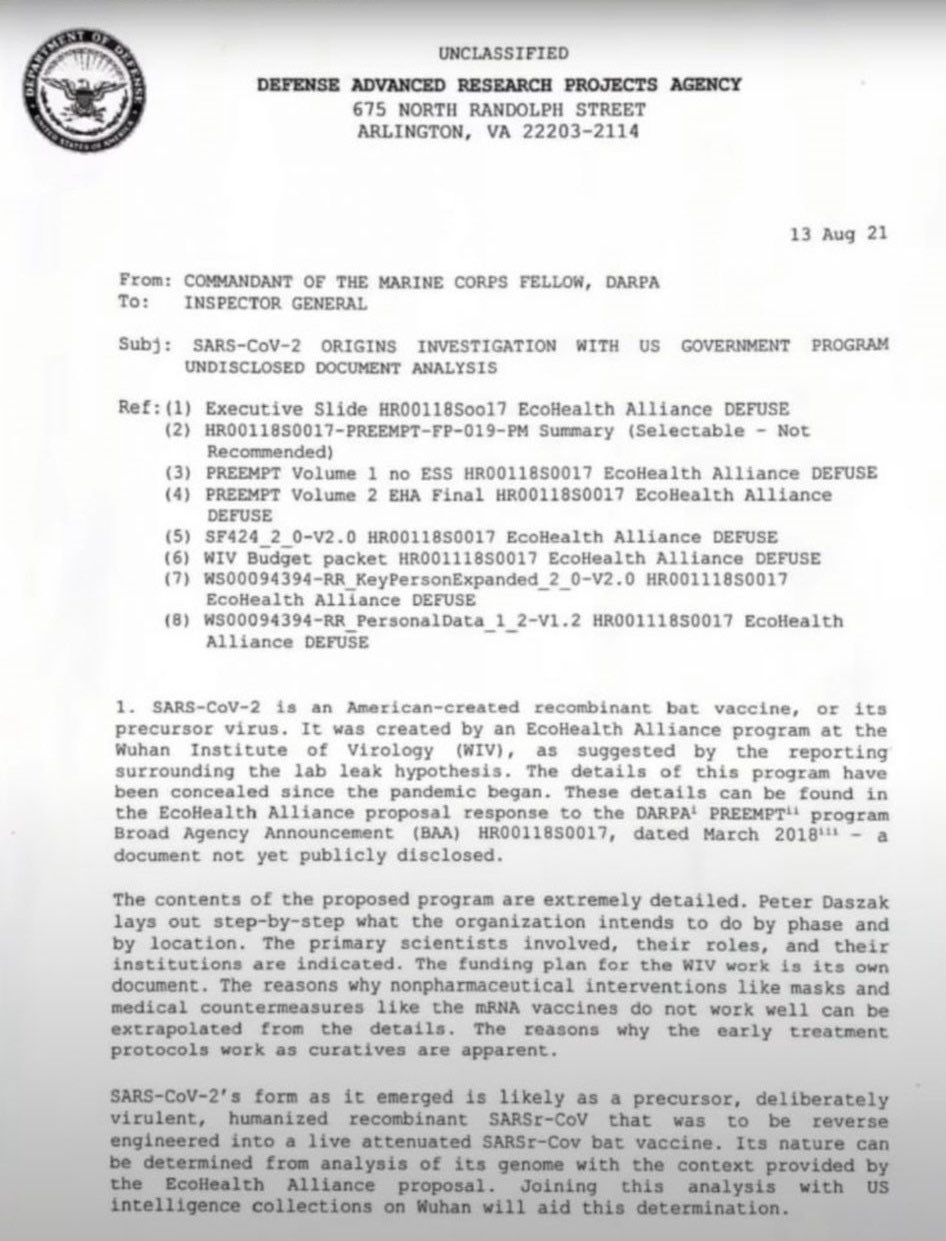 DEPARTMENT OF DEFENSE
UNITED STATES OF AMERICA
UNCLASSIFIED
DEFENSE ADVANCED RESEARCH PROJECTS AGENCY
675 NORTH RANDOLPH STREET
ARLINGTON, VA 22203-2114
13 Aug 21
From: COMMANDANT OF THE MARINE CORPS FELLOW, DARPA
To: INSPECTOR GENERAL
Subj: SARS-CoV-2 ORIGINS INVESTIGATION WITH US GOVERNMENT PROGRAM
UNDISCLOSED DOCUMENT ANALYSIS
Ref: (1) Executive Slide HR00118Soo17 EcoHealth Alliance DEFUSE
(2) HR00118S0017-PREEMPT-FP-019-PM Summary (Selectable - Not
Recommended)
(3) PREEMPT Volume 1 no ESS HR00118S0017 EcoHealth Alliance DEFUSE
(4) PREEMPT Volume 2 EHA Final HR00118S0017 EcoHealth Alliance
DEFUSE
(5) SF424_2_0-V2.0 HR00118S0017 EcoHealth Alliance DEFUSE
(6) WIV Budget packet HR001118S0017 EcoHealth Alliance DEFUSE
(7) WS00094394-RR_KeyPersonExpanded_2_0-V2.0 HR001118S0017
EcoHealth Alliance DEFUSE
(8) WS00094394-RR_PersonalData_1_2-V1.2 HR001118S0017 EcoHealth
Alliance DEFUSE
1. SARS-CoV-2 is an American-created recombinant bat vaccine, or its
precursor virus. It was created by an EcoHealth Alliance program at the
Wuhan Institute of Virology (WIV), as suggested by the reporting
surrounding the lab leak hypothesis. The details of this program have
been concealed since the pandemic began. These details can be found in
the EcoHealth Alliance proposal response to the DARPAⁱ PREEMPTⁱⁱ program
Broad Agency Announcement (BAA) HR00118S0017, dated March 2018ⁱⁱⁱ - a
document not yet publicly disclosed.
The contents of the proposed program are extremely detailed. Peter Daszak
lays out step-by-step what the organization intends to do by phase and
by location. The primary scientists involved, their roles, and their
institutions are indicated. The funding plan for the WIV work is its own
document. The reasons why nonpharmaceutical interventions like masks and
medical countermeasures like the mRNA vaccines do not work well can be
extrapolated from the details. The reasons why the early treatment
protocols work as curatives are apparent.
SARS-CoV-2's form as it emerged is likely as a precursor, deliberately
virulent, humanized recombinant SARSr-CoV that was to be reverse
engineered into a live attenuated SARSr-Cov bat vaccine. Its nature can
be determined from analysis of its genome with the context provided by
the EcoHealth Alliance proposal. Joining this analysis with US
intelligence collections on Wuhan will aid this determination.